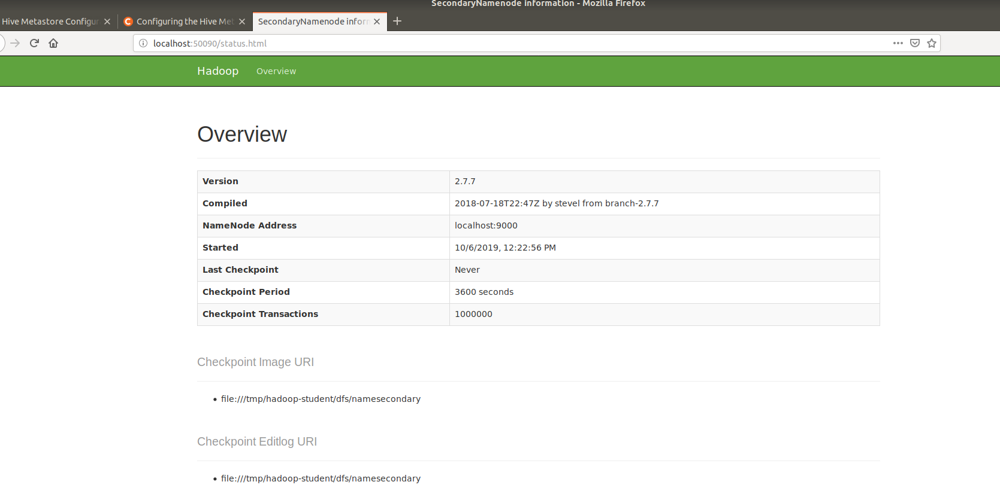 SecondaryNamenode information - Mozilla Firefox
Hive Metastore Configur
Configuring the Hive Met
SecondaryNamenode inform
localhost:50090/status.html
Hadoop Overview
Overview
Version 2.7.7
Compiled 2018-07-18T22:47Z by stevel from branch-2.7.7
NameNode Address localhost:9000
Started 10/6/2019, 12:22:56 PM
Last Checkpoint Never
Checkpoint Period 3600 seconds
Checkpoint Transactions 1000000
Checkpoint Image URI
file:///tmp/hadoop-student/dfs/namesecondary
Checkpoint Editlog URI
file:///tmp/hadoop-student/dfs/namesecondary